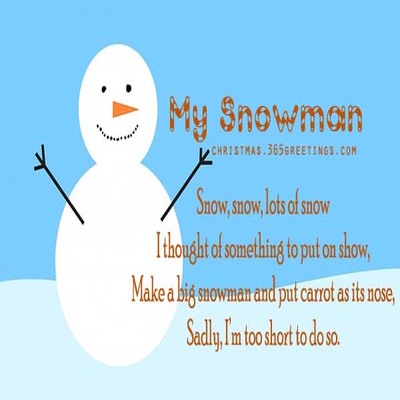 My Snowman
CHRISTMAS.365GREETINGS.COM
Snow, snow, lots of snow
I thought of something to put on show,
Make a big snowman and put carrot as its nose,
Sadly, I'm too short to do so.